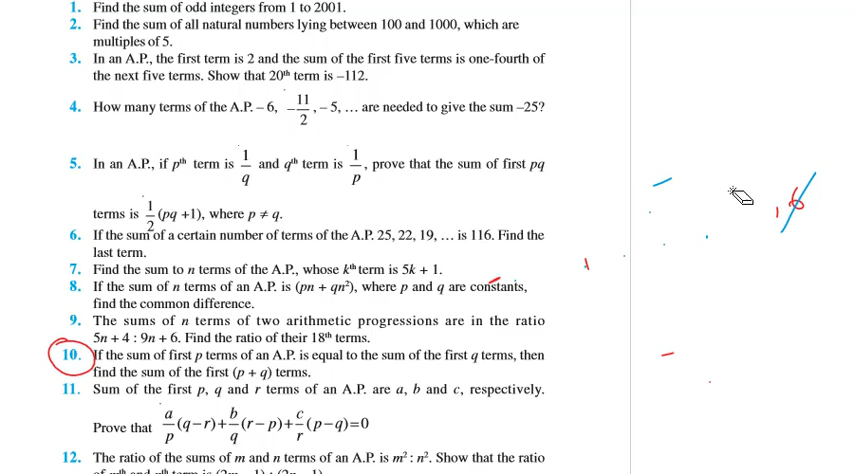 1. Find the sum of odd integers from 1 to 2001.
2. Find the sum of all natural numbers lying between 100 and 1000, which are
multiples of 5.
3. In an A.P., the first term is 2 and the sum of the first five terms is one-fourth of
the next five terms. Show that 20th term is –112.
4. How many terms of the A.P. – 6, –11/2, – 5, … are needed to give the sum –25?
5. In an A.P., if pth term is 1/q and qth term is 1/p, prove that the sum of first pq
terms is 1/2 (pq +1), where p ≠ q.
6. If the sum of a certain number of terms of the A.P. 25, 22, 19, … is 116. Find the
last term.
7. Find the sum to n terms of the A.P., whose kth term is 5k + 1.
8. If the sum of n terms of an A.P. is (pn + qn²), where p and q are constants,
find the common difference.
9. The sums of n terms of two arithmetic progressions are in the ratio
5n + 4 : 9n + 6. Find the ratio of their 18th terms.
10. If the sum of first p terms of an A.P. is equal to the sum of the first q terms, then
find the sum of the first (p + q) terms.
11. Sum of the first p, q and r terms of an A.P. are a, b and c, respectively.
Prove that a/p (q – r) + b/q (r – p) + c/r (p – q) = 0
12. The ratio of the sums of m and n terms of an A.P. is m² : n². Show that the ratio